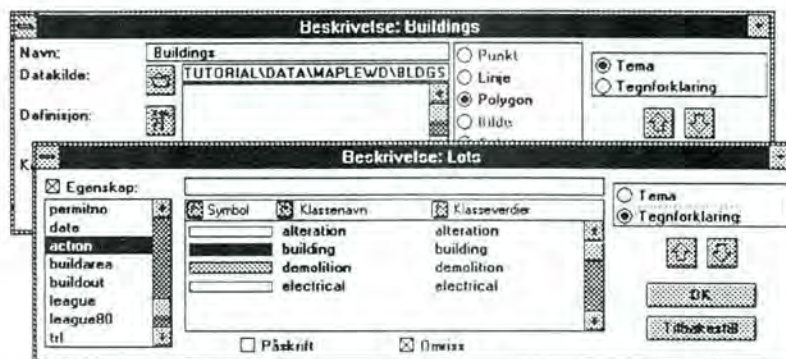 Beskrivelse: Buildings
Navn: Buildings
Datakilde: TUTORIAL\DATA\MAPLEWD\BLDGS
Definisjon:
Punkt
Linje
Polygon
Bilde
Tema
Tegnforklaring
Beskrivelse: Lots
Egenskap:
permitno
date
action
buildarea
buildout
league
league80
trl
Symbol Klassenavn Klasseverdier
alteration alteration
building building
demolition demolition
electrical electrical
Påskrift
Tema
Tegnforklaring
OK
Tilbakestill